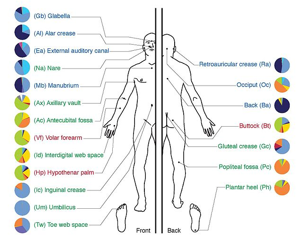 (Gb) Glabella
(Al) Alar crease
(Ea) External auditory canal
(Na) Nare
(Mb) Manubrium
(Ax) Axillary vault
(Ac) Antecubital fossa
(Vf) Volar forearm
(Id) Interdigital web space
(Hp) Hypothenar palm
(Ic) Inguinal crease
(Um) Umbilicus
(Tw) Toe web space
Retroauricular crease (Ra)
Occiput (Oc)
Back (Ba)
Buttock (Bt)
Gluteal crease (Gc)
Popliteal fossa (Pc)
Plantar heel (Ph)
Front
Back